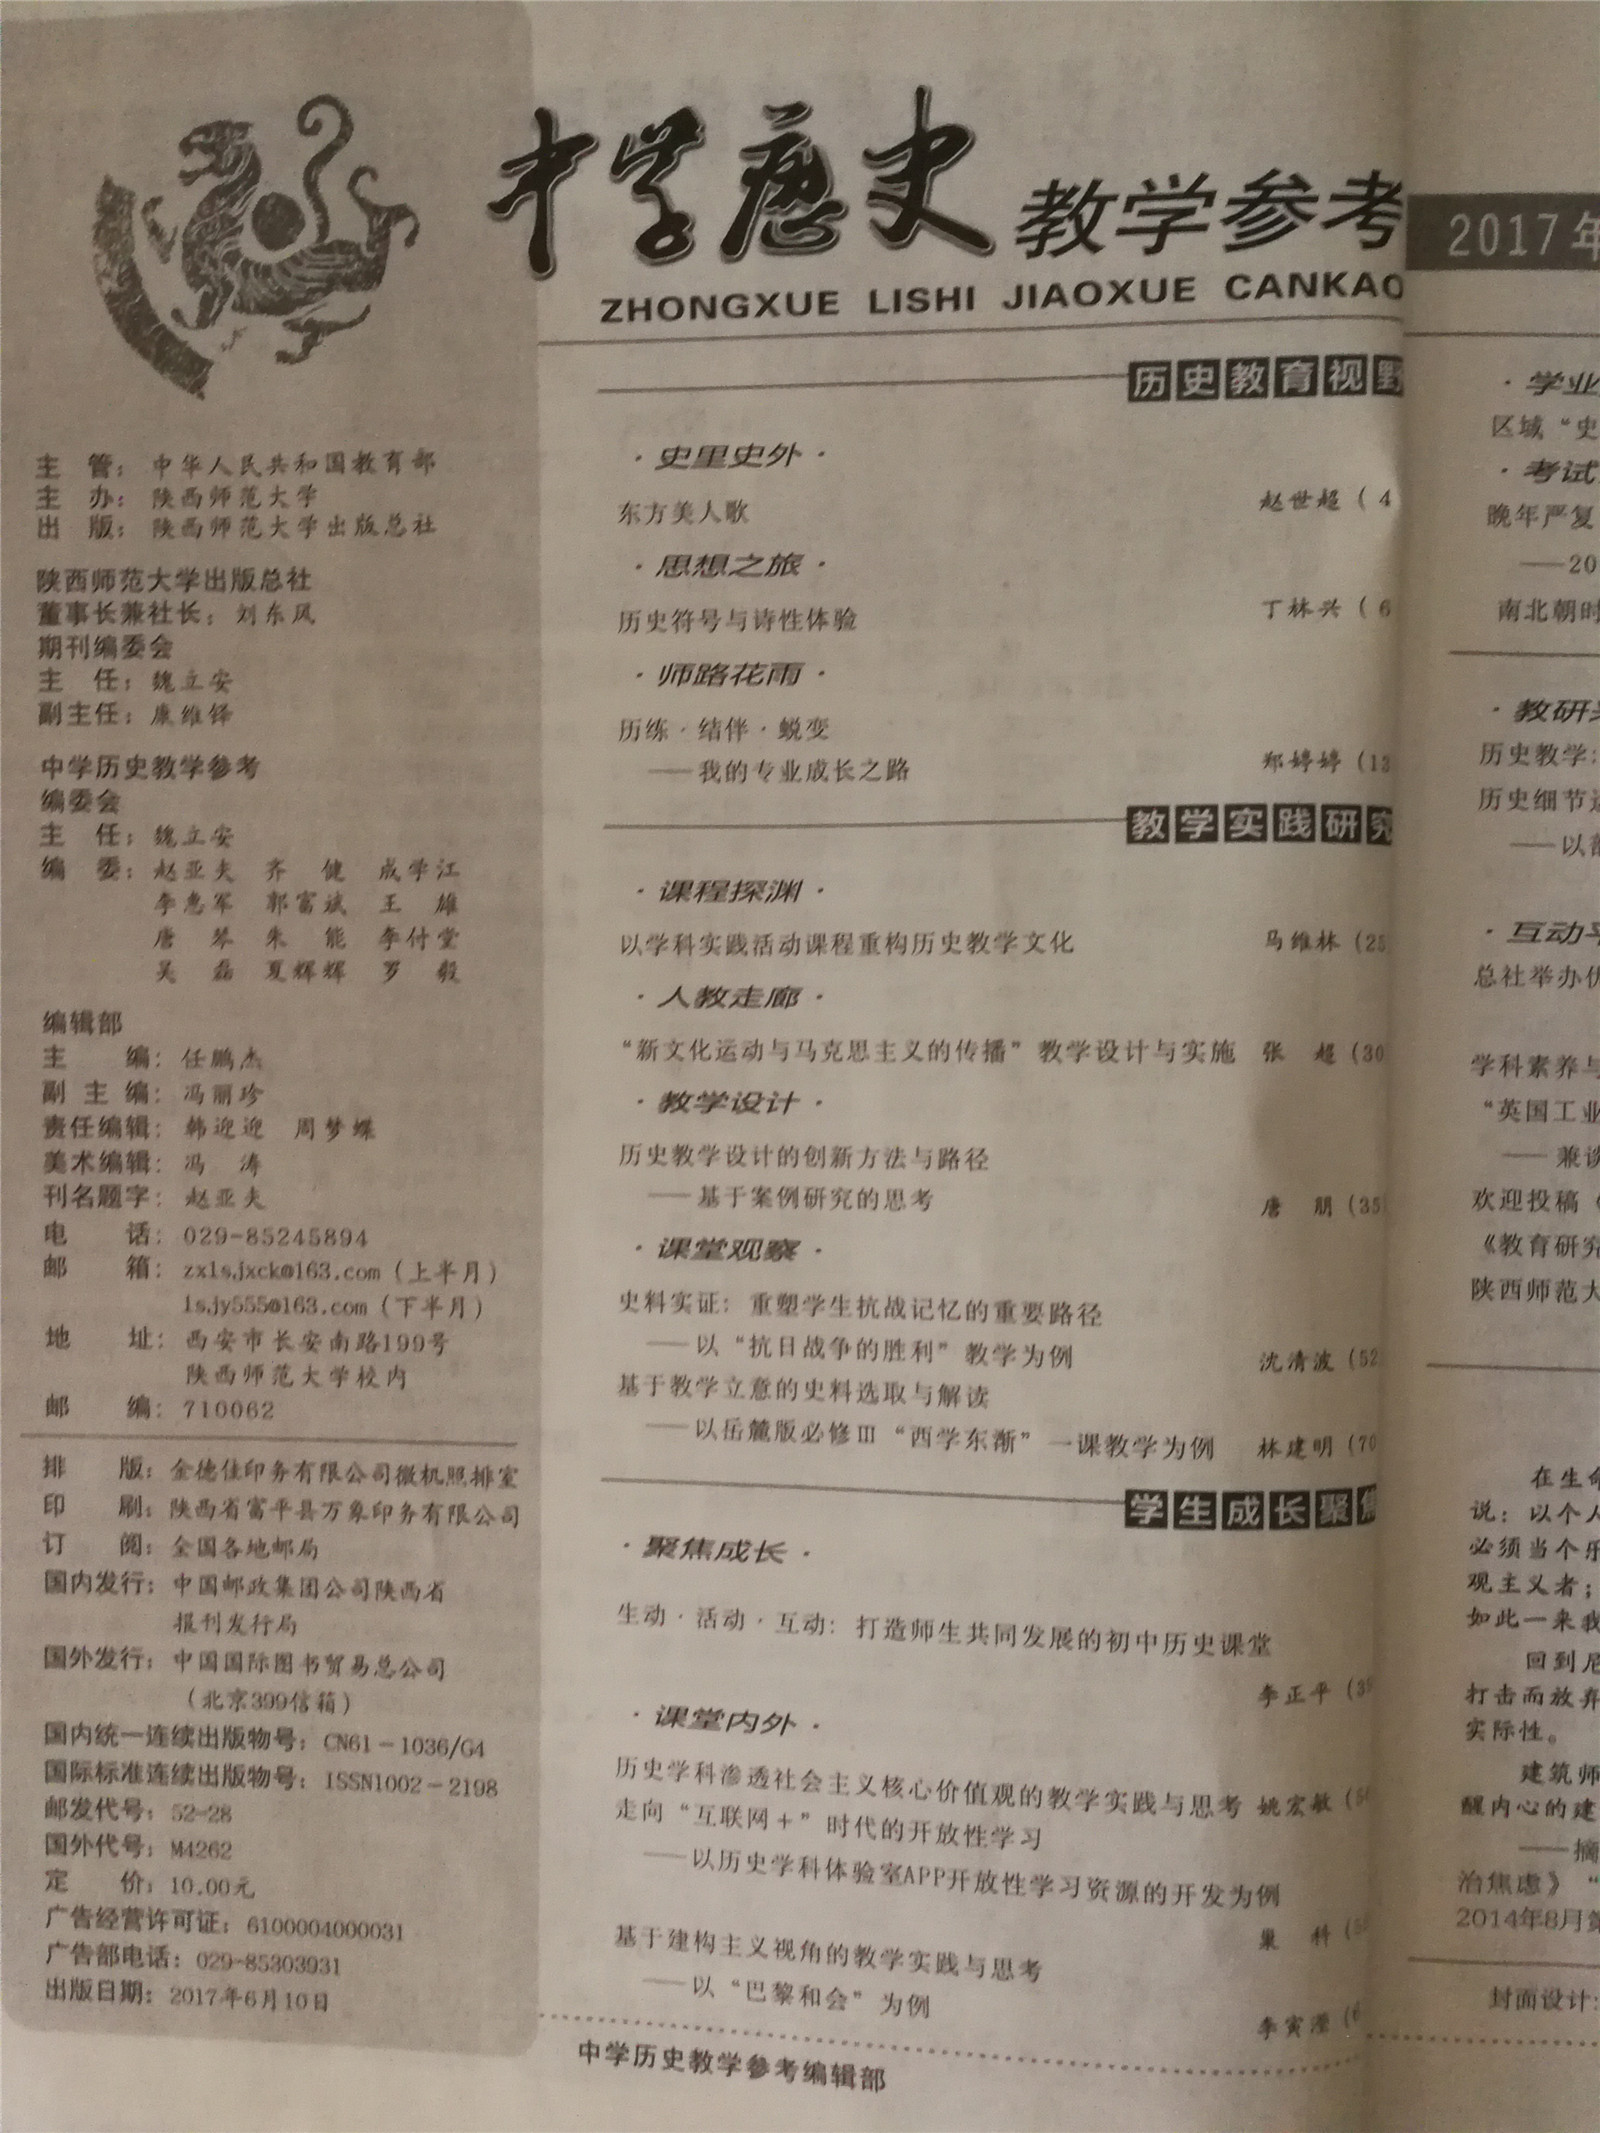 中学历史 教学参考
ZHONGXUE LISHI JIAOXUE CANKAO
主 管：中华人民共和国教育部
主 办：陕西师范大学
出 版：陕西师范大学出版总社
陕西师范大学出版总社
董事长兼社长：刘东风
期刊编委会
主 任：魏立安
副主任：康维铎
中学历史教学参考
编委会
主 任：魏立安
编 委：赵亚夫 齐 健 成学江
李惠军 郭富斌 王 雄
唐 琴 朱 能 李付堂
吴 磊 夏辉辉 罗 毅
编辑部
主 编：任鹏杰
副 主 编：冯丽珍
责任编辑：韩迎迎 周梦蝶
美术编辑：冯 涛
刊名题字：赵亚夫
电 话：029-85245894
邮 箱：zxlsjxck@163.com（上半月）
lsjy555@163.com（下半月）
地 址：西安市长安南路199号
陕西师范大学校内
邮 编：710062
排 版：金德佳印务有限公司微机照排室
印 刷：陕西省富平县万象印务有限公司
订 阅：全国各地邮局
国内发行：中国邮政集团公司陕西省
报刊发行局
国外发行：中国国际图书贸易总公司
（北京399信箱）
国内统一连续出版物号：CN61-1036/G4
国际标准连续出版物号：ISSN1002-2198
邮发代号：52-28
国外代号：M4262
定 价：10.00元
广告经营许可证：6100004000031
广告部电话：029-85303931
出版日期：2017年6月10日
历史教育视野
·史里史外·
东方美人歌 赵世超（4
·思想之旅·
历史符号与诗性体验 丁林兴（6
·师路花雨·
历练·结伴·蜕变
——我的专业成长之路 郑婷婷（13
教学实践研究
·课程探渊·
以学科实践活动课程重构历史教学文化 马维林（25
·人教走廊·
“新文化运动与马克思主义的传播”教学设计与实施 张 超（30
·教学设计·
历史教学设计的创新方法与路径
——基于案例研究的思考 唐 朋（35
·课堂观察·
史料实证：重塑学生抗战记忆的重要路径
——以“抗日战争的胜利”教学为例 沈清波（52
基于教学立意的史料选取与解读
——以岳麓版必修Ⅲ“西学东渐”一课教学为例 林建明（70
学生成长聚焦
·聚焦成长·
生动·活动·互动：打造师生共同发展的初中历史课堂
李正平（39
·课堂内外·
历史学科渗透社会主义核心价值观的教学实践与思考 姚宏敏（5
走向“互联网+”时代的开放性学习
——以历史学科体验室APP开放性学习资源的开发为例
巢 科（5
基于建构主义视角的教学实践与思考
——以“巴黎和会”为例
李寅滢（6
中学历史教学参考编辑部
2017年
·学业
区域“史
·考试
晚年严复
——20
南北朝时
·教研
历史教学：
历史细节
——以
·互动平
总社举办优
学科素养与
“英国工业
——兼谈
欢迎投稿
《教育研究
陕西师范大
在生命
说：以个人
必须当个乐
观主义者；
如此一来我
回到尼
打击而放弃
实际性。
建筑师
醒内心的建
——摘
治焦虑》“
2014年8月第
封面设计：